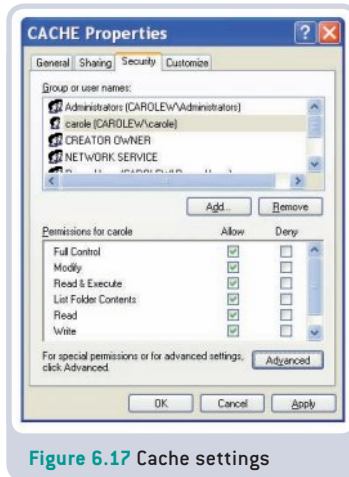 CACHE Properties
General Sharing Security Customize
Group or user names:
Administrators (CAROLEW\Administrators)
carole (CAROLEW\carole)
CREATOR OWNER
NETWORK SERVICE
Add... Remove
Permissions for carole Allow Deny
Full Control
Modify
Read & Execute
List Folder Contents
Read
Write
For special permissions or for advanced settings, Advanced
click Advanced.
OK Cancel Apply
Figure 6.17 Cache settings